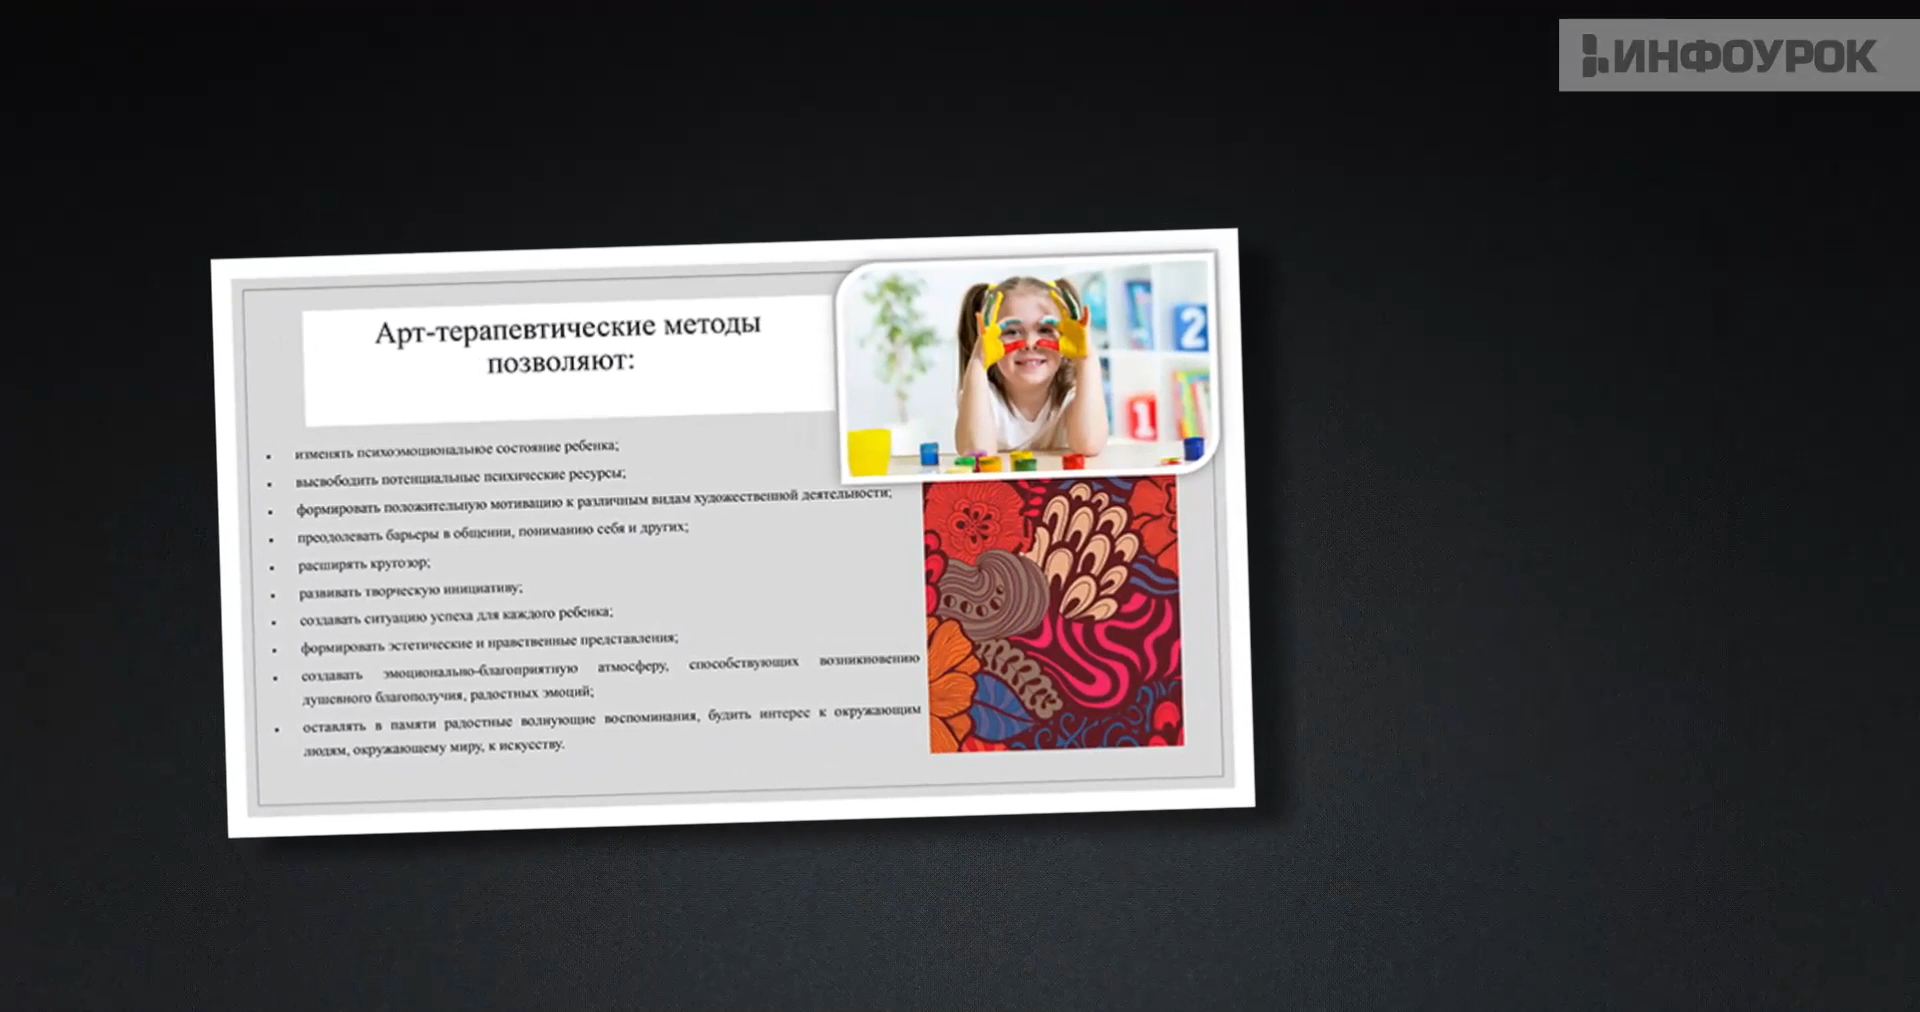 ИНФОУРОК
Арт-терапевтические методы
позволяют:
• изменять психоэмоциональное состояние ребенка;
• высвободить потенциальные психические ресурсы;
• формировать положительную мотивацию к различным видам художественной деятельности;
• преодолевать барьеры в общении, пониманию себя и других;
• расширять кругозор;
• развивать творческую инициативу;
• создавать ситуацию успеха для каждого ребенка;
• формировать эстетические и нравственные представления;
• создавать эмоционально-благоприятную атмосферу, способствующих возникновению
душевного благополучия, радостных эмоций;
• оставлять в памяти радостные волнующие воспоминания, будить интерес к окружающим
людям, окружающему миру, к искусству.
2
1